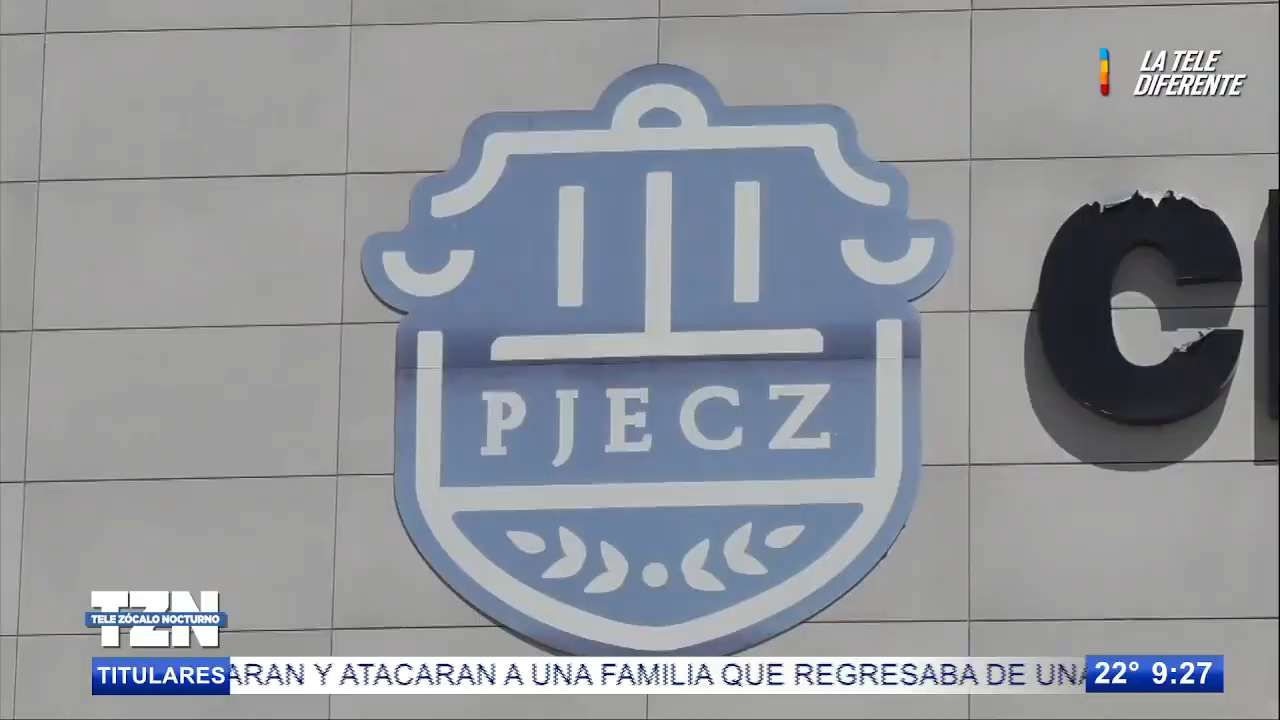 LA TELE
DIFERENTE
C
PJECZ
TZN
TELE ZÓCALO NOCTURNO
TITULARES
ARAN Y ATACARAN A UNA FAMILIA QUE REGRESABA DE UNA
22° 9:27